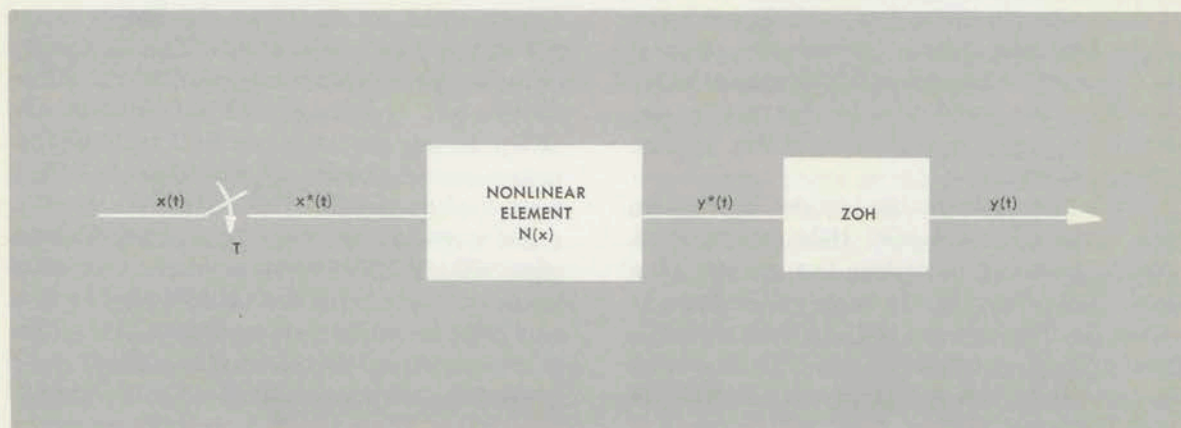 x(t)
T
x*(t)
NONLINEAR
ELEMENT
N(x)
y*(t)
ZOH
y(t)